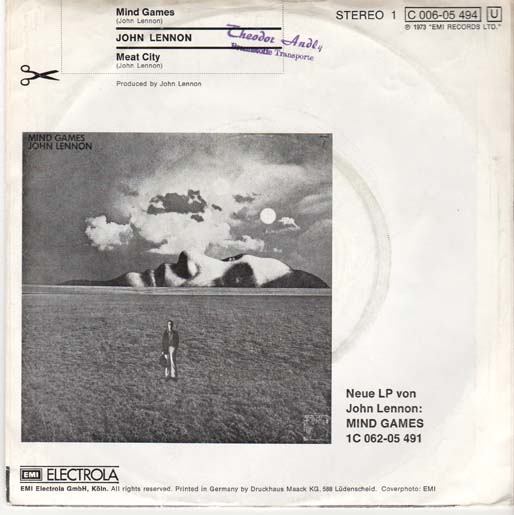 Mind Games
(John Lennon)
JOHN LENNON
Meat City
(John Lennon)
Produced by John Lennon
Theodor Andly
Brennstoffe Transporte
STEREO 1 C 006-05 494 U
℗ 1973 "EMI RECORDS LTD."
MIND GAMES
JOHN LENNON
Neue LP von
John Lennon:
MIND GAMES
1C 062-05 491
EMI ELECTROLA
EMI Electrola GmbH, Köln. All rights reserved. Printed in Germany by Druckhaus Maack KG, 588 Lüdenscheid. Coverphoto: EMI